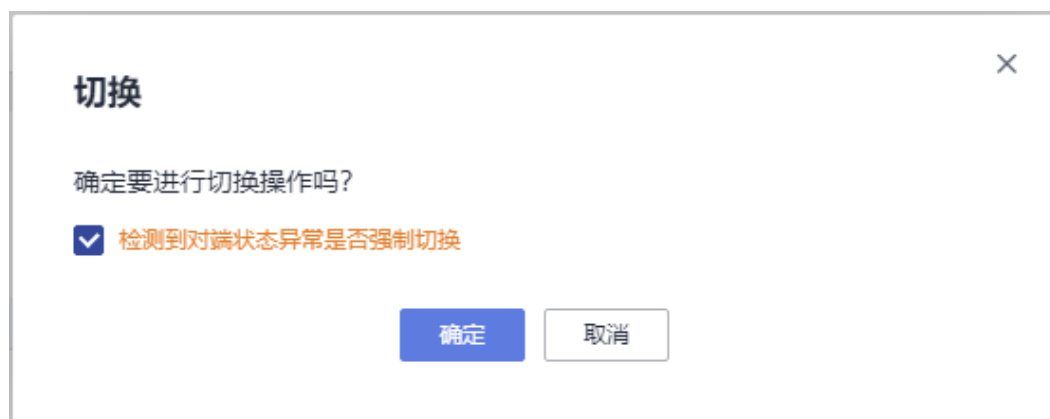 切换
确定要进行切换操作吗?
检测到对端状态异常是否强制切换
确定
取消